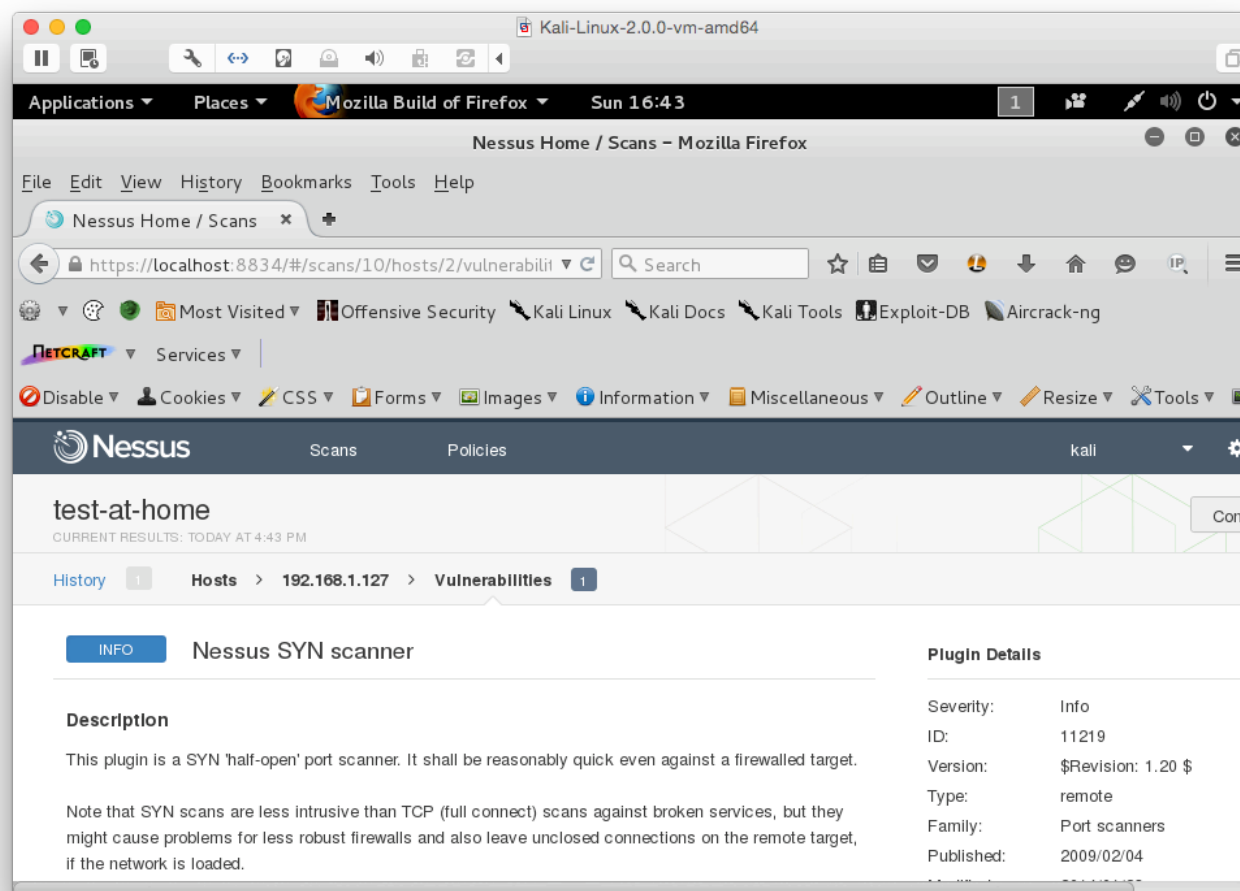 Kali-Linux-2.0.0-vm-amd64
Applications Places Mozilla Build of Firefox Sun 16:43 1
Nessus Home / Scans - Mozilla Firefox
File Edit View History Bookmarks Tools Help
Nessus Home / Scans
https://localhost:8834/#/scans/10/hosts/2/vulnerabilit Search IP
Most Visited Offensive Security Kali Linux Kali Docs Kali Tools Exploit-DB Aircrack-ng
NETCRAFT Services
Disable Cookies CSS Forms Images Information Miscellaneous Outline Resize Tools
Nessus Scans Policies kali
test-at-home
Con
CURRENT RESULTS: TODAY AT 4:43 PM
History 1 Hosts > 192.168.1.127 > Vulnerabilities 1
INFO Nessus SYN scanner
Description
This plugin is a SYN 'half-open' port scanner. It shall be reasonably quick even against a firewalled target.
Note that SYN scans are less intrusive than TCP (full connect) scans against broken services, but they
might cause problems for less robust firewalls and also leave unclosed connections on the remote target,
if the network is loaded.
Plugin Details
Severity: Info
ID: 11219
Version: $Revision: 1.20 $
Type: remote
Family: Port scanners
Published: 2009/02/04